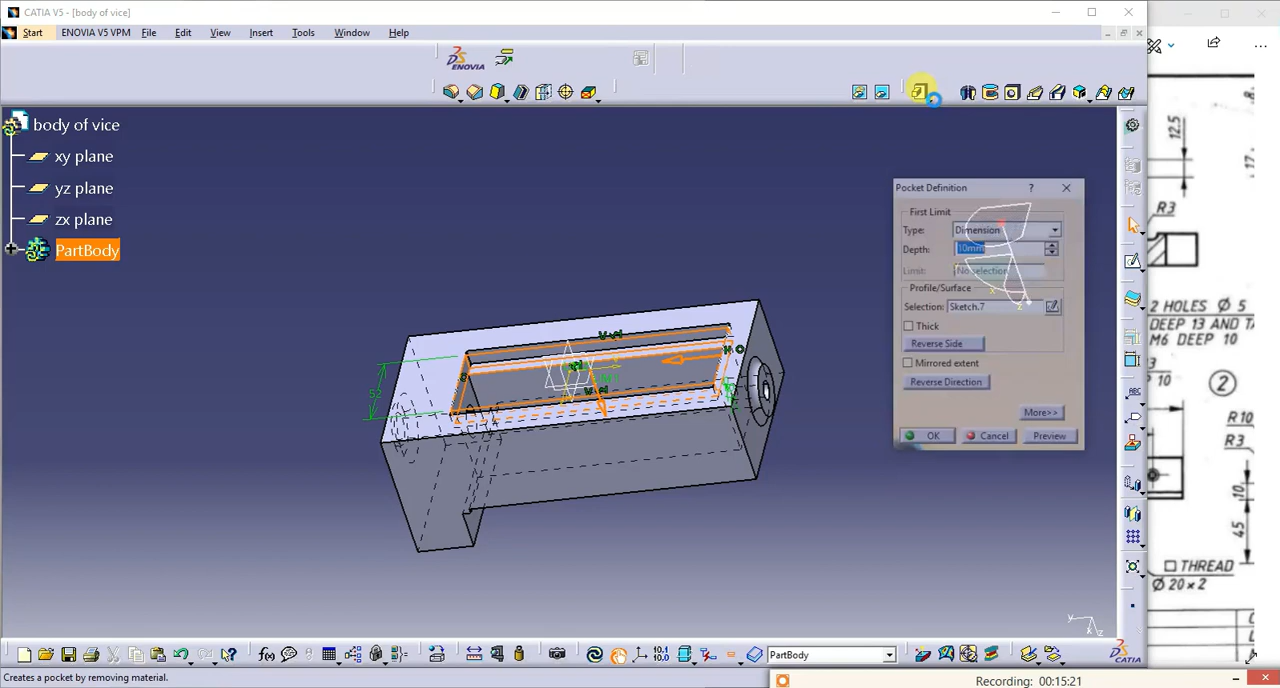 CATIA V5 - [body of vice]
Start ENOVIA V5 VPM File Edit View Insert Tools Window Help
ENOVIA
body of vice
xy plane
yz plane
zx plane
PartBody
Pocket Definition
First Limit
Type: Dimension
Depth: 10mm
Limit: No selection
Profile/Surface
Selection: Sketch.7
Thick
Reverse Side
Mirrored extent
Reverse Direction
More>>
OK Cancel Preview
52
12.5
R3
2 HOLES Ø 5
DEEP 13 AND TA
M6 DEEP 10
10
2
R10
R3
10
45
THREAD
Ø 20×2
PartBody
CATIA
Creates a pocket by removing material.
Recording: 00:15:21